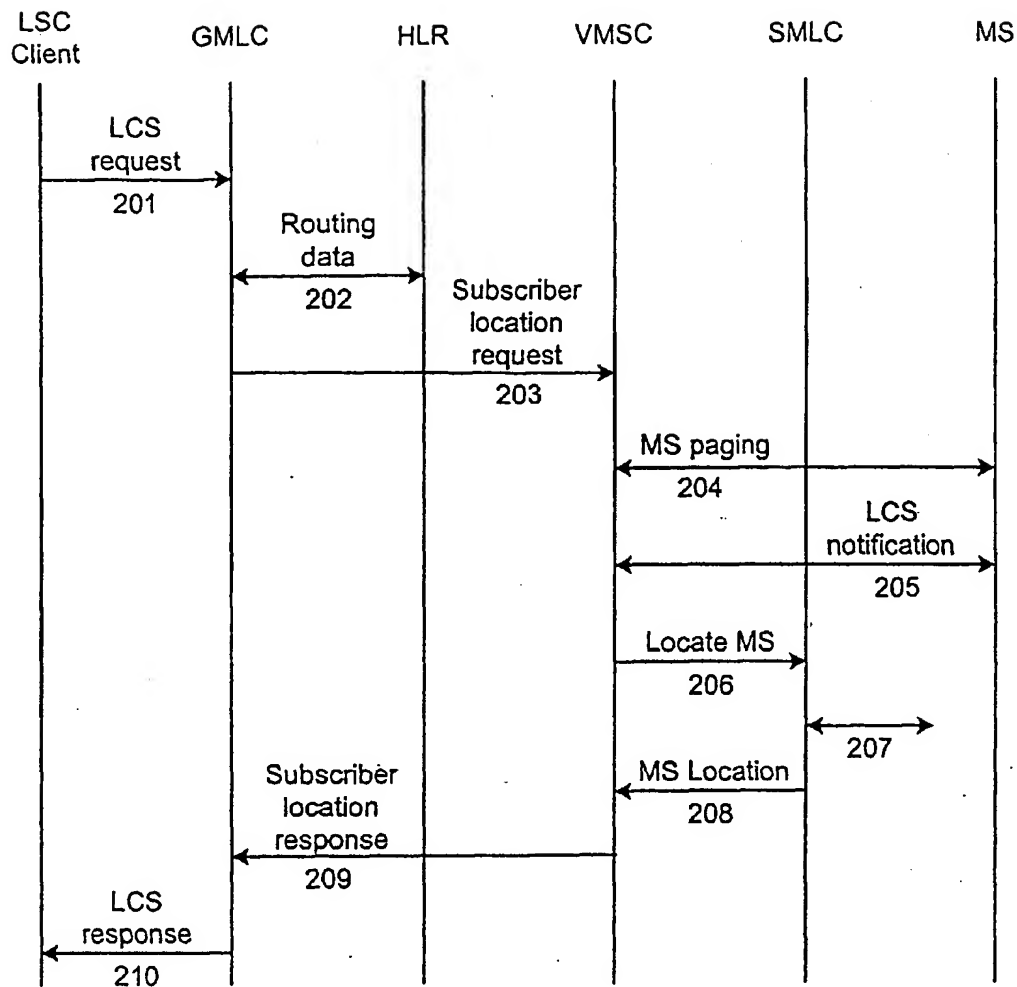 LSC
Client
GMLC
HLR
VMSC
SMLC
MS
LCS
request
201
Routing
data
202
Subscriber
location
request
203
MS paging
204
LCS
notification
205
Locate MS
206
207
MS Location
208
Subscriber
location
response
209
LCS
response
210